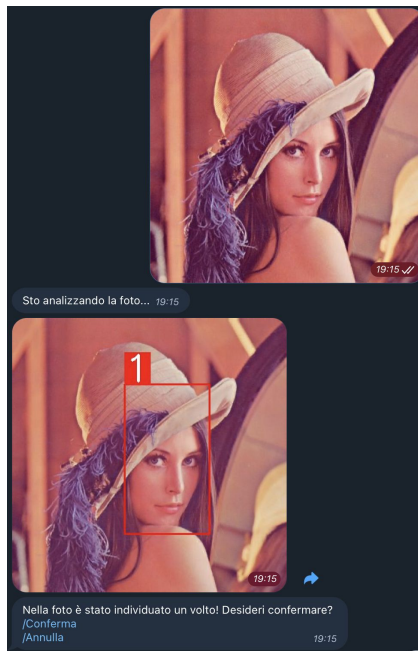 19:15
Sto analizzando la foto... 19:15
1
19:15
Nella foto è stato individuato un volto! Desideri confermare?
/Conferma
/Annulla
19:15